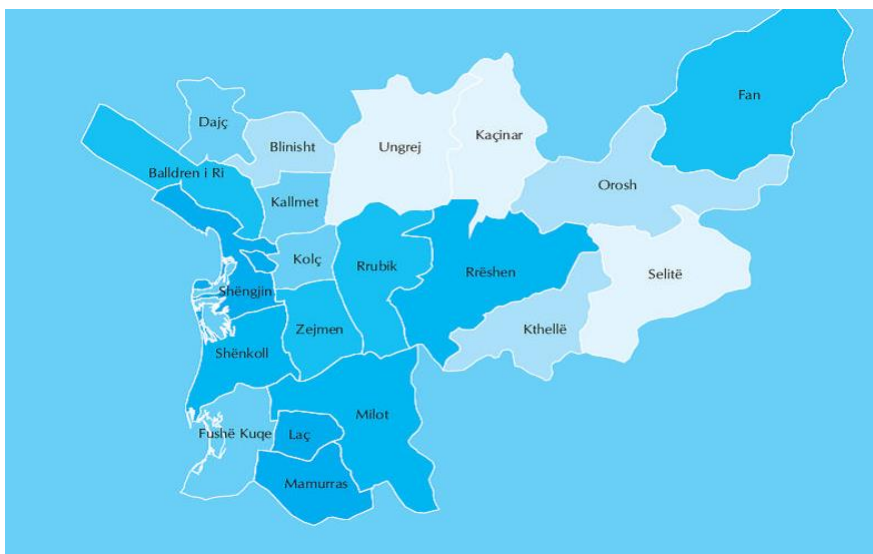 Fan
Dajç
Kaçinar
Blinisht
Ungrej
Balldren i Ri
Orosh
Kallmet
Kolç
Rrubik
Rrëshen
Selitë
Shëngjin
Zejmen
Kthellë
Shënkoll
Milot
Fushë Kuqe
Laç
Mamurras